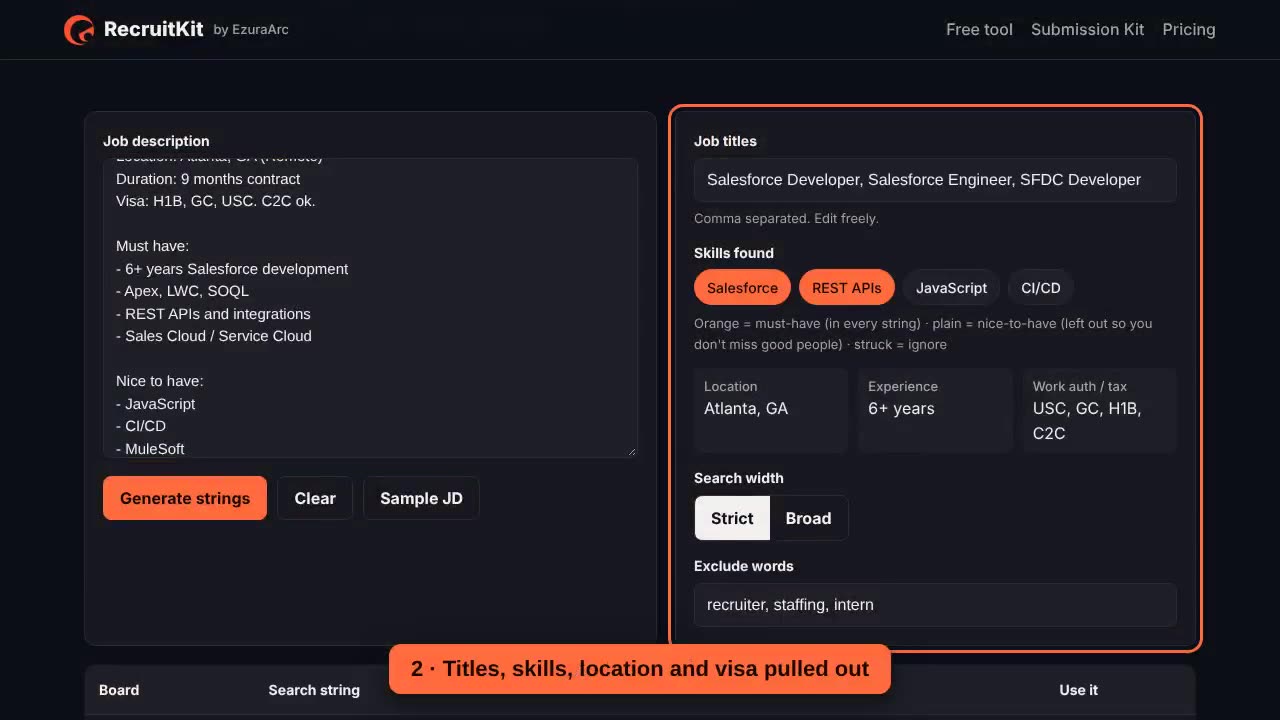 RecruitKit by EzuraArc
Free tool Submission Kit Pricing
Job description
Location: Atlanta, GA (Remote)
Duration: 9 months contract
Visa: H1B, GC, USC. C2C ok.
Must have:
- 6+ years Salesforce development
- Apex, LWC, SOQL
- REST APIs and integrations
- Sales Cloud / Service Cloud
Nice to have:
- JavaScript
- CI/CD
- MuleSoft
Generate strings Clear Sample JD
Job titles
Salesforce Developer, Salesforce Engineer, SFDC Developer
Comma separated. Edit freely.
Skills found
Salesforce REST APIs JavaScript CI/CD
Orange = must-have (in every string) · plain = nice-to-have (left out so you
don't miss good people) · struck = ignore
Location
Atlanta, GA
Experience
6+ years
Work auth / tax
USC, GC, H1B,
C2C
Search width
Strict Broad
Exclude words
recruiter, staffing, intern
2 · Titles, skills, location and visa pulled out
Board Search string Use it